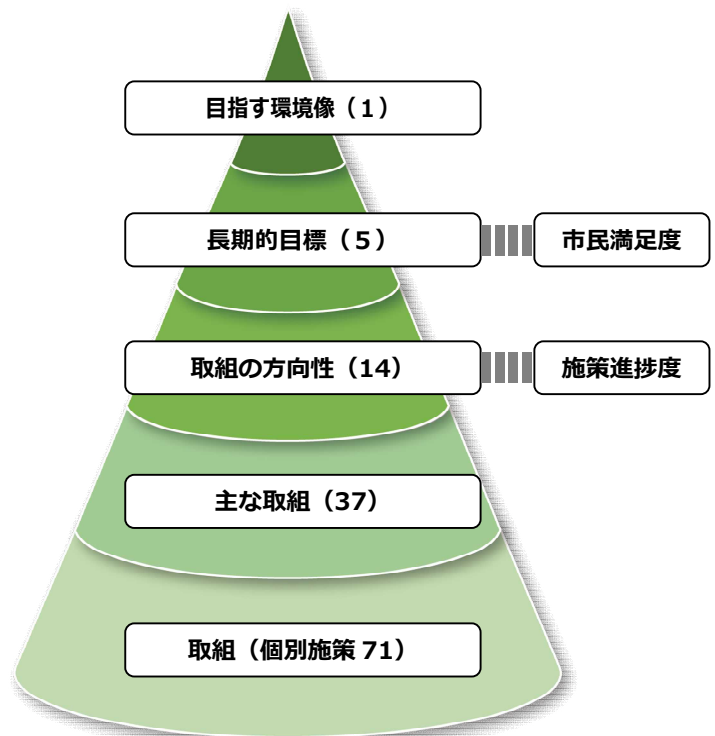 目指す環境像（1）
長期的目標（5）
市民満足度
取組の方向性（14）
施策進捗度
主な取組（37）
取組（個別施策 71）